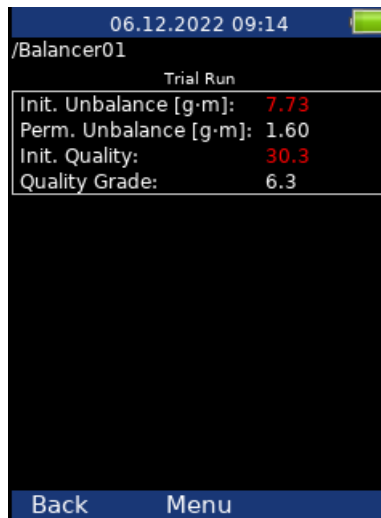 06.12.2022 09:14
/Balancer01
Trial Run
Init. Unbalance [g·m]: 7.73
Perm. Unbalance [g·m]: 1.60
Init. Quality: 30.3
Quality Grade: 6.3
Back Menu